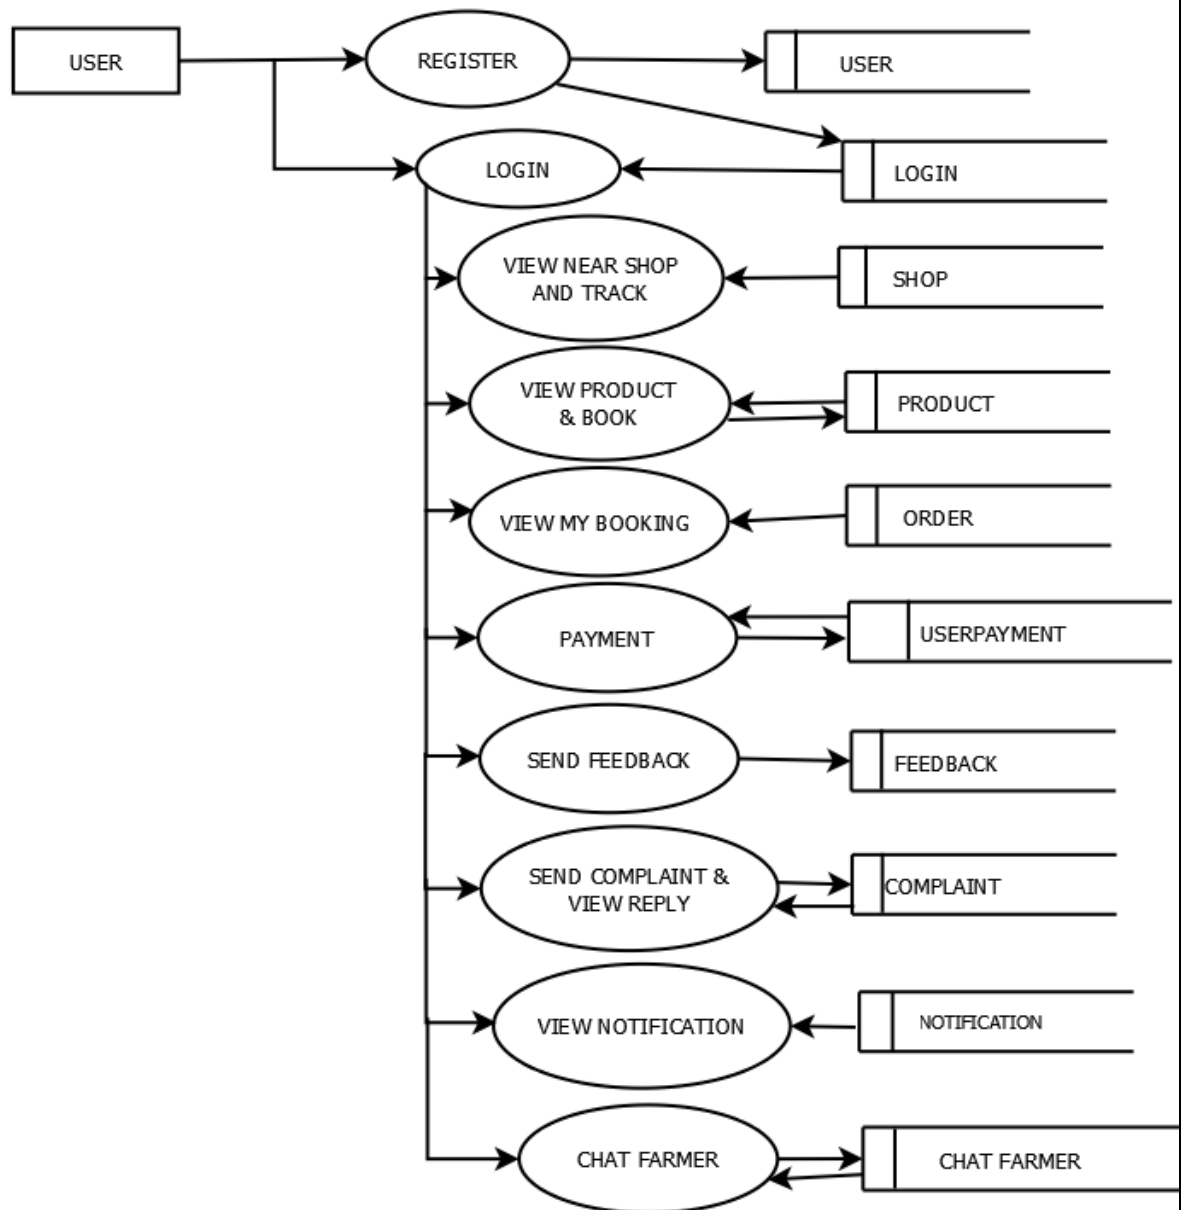 USER
REGISTER
USER
LOGIN
LOGIN
VIEW NEAR SHOP
AND TRACK
SHOP
VIEW PRODUCT
& BOOK
PRODUCT
VIEW MY BOOKING
ORDER
PAYMENT
USERPAYMENT
SEND FEEDBACK
FEEDBACK
SEND COMPLAINT &
VIEW REPLY
COMPLAINT
VIEW NOTIFICATION
NOTIFICATION
CHAT FARMER
CHAT FARMER